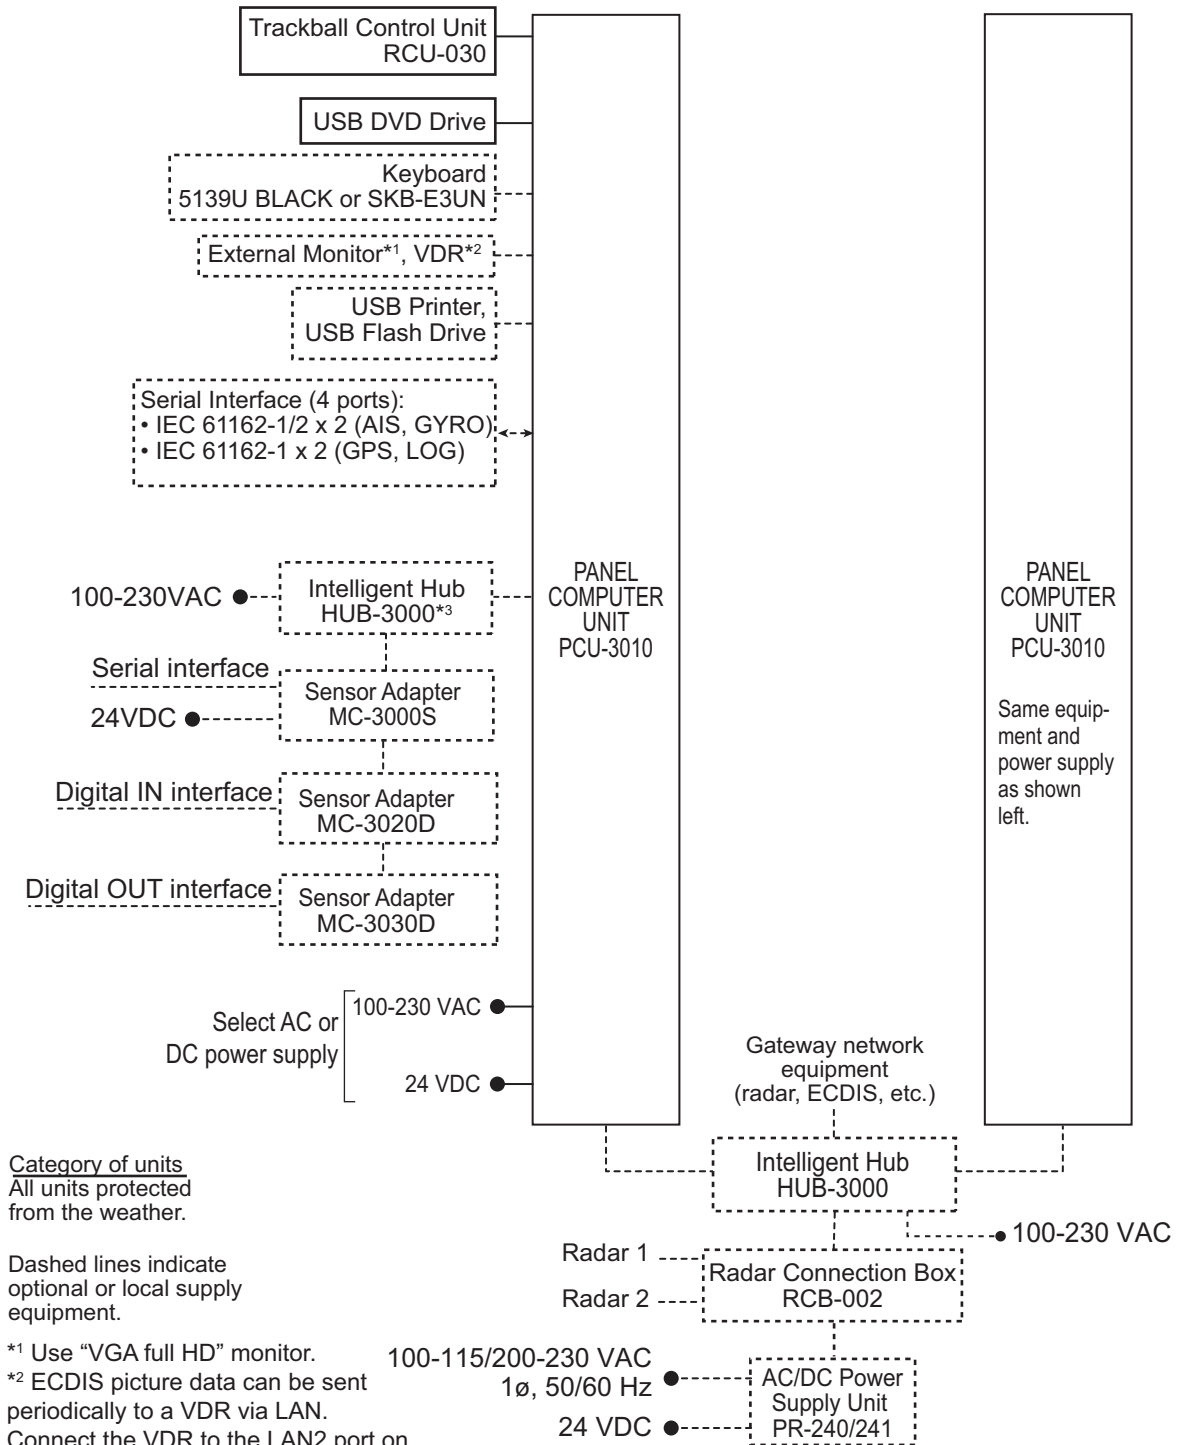 Trackball Control Unit
RCU-030
USB DVD Drive
Keyboard
5139U BLACK or SKB-E3UN
External Monitor*1, VDR*2
USB Printer,
USB Flash Drive
Serial Interface (4 ports):
• IEC 61162-1/2 x 2 (AIS, GYRO)
• IEC 61162-1 x 2 (GPS, LOG)
100-230VAC
Intelligent Hub
HUB-3000*3
Serial interface
24VDC
Sensor Adapter
MC-3000S
Digital IN interface
Sensor Adapter
MC-3020D
Digital OUT interface
Sensor Adapter
MC-3030D
PANEL
COMPUTER
UNIT
PCU-3010
PANEL
COMPUTER
UNIT
PCU-3010
Same equip-
ment and
power supply
as shown
left.
Select AC or
DC power supply
100-230 VAC
24 VDC
Gateway network
equipment
(radar, ECDIS, etc.)
Intelligent Hub
HUB-3000
100-230 VAC
Radar 1
Radar 2
Radar Connection Box
RCB-002
100-115/200-230 VAC
1ø, 50/60 Hz
24 VDC
AC/DC Power
Supply Unit
PR-240/241
Category of units
All units protected
from the weather.
Dashed lines indicate
optional or local supply
equipment.
*1 Use “VGA full HD” monitor.
*2 ECDIS picture data can be sent
periodically to a VDR via LAN.
Connect the VDR to the LAN2 port on